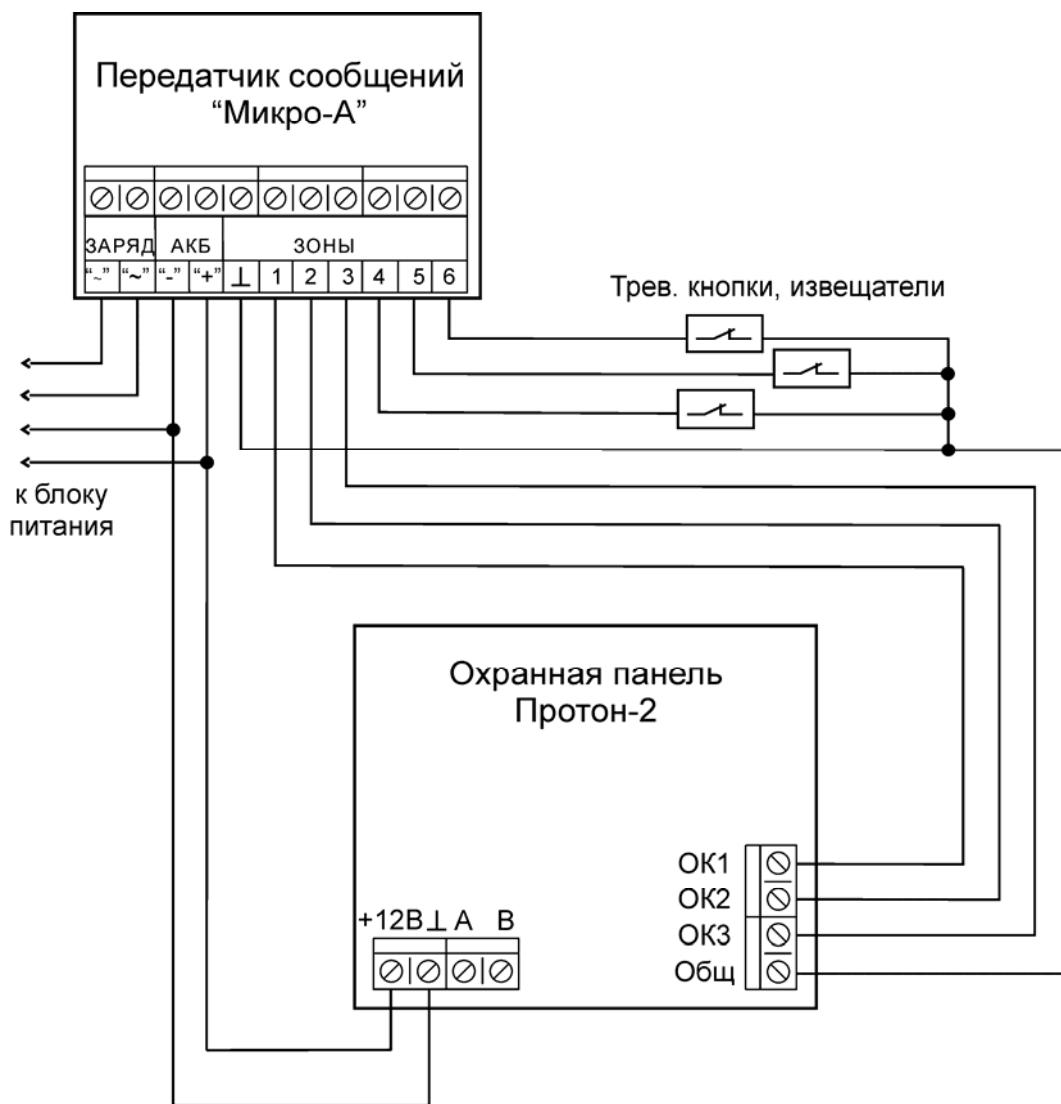 Передатчик сообщений
“Микро-А”
ЗАРЯД АКБ ЗОНЫ
“~” “~” “-” “+” ⊥ 1 2 3 4 5 6
Трев. кнопки, извещатели
к блоку
питания
Охранная панель
Протон-2
ОК1
ОК2
ОК3
Общ
+12В ⊥ А В